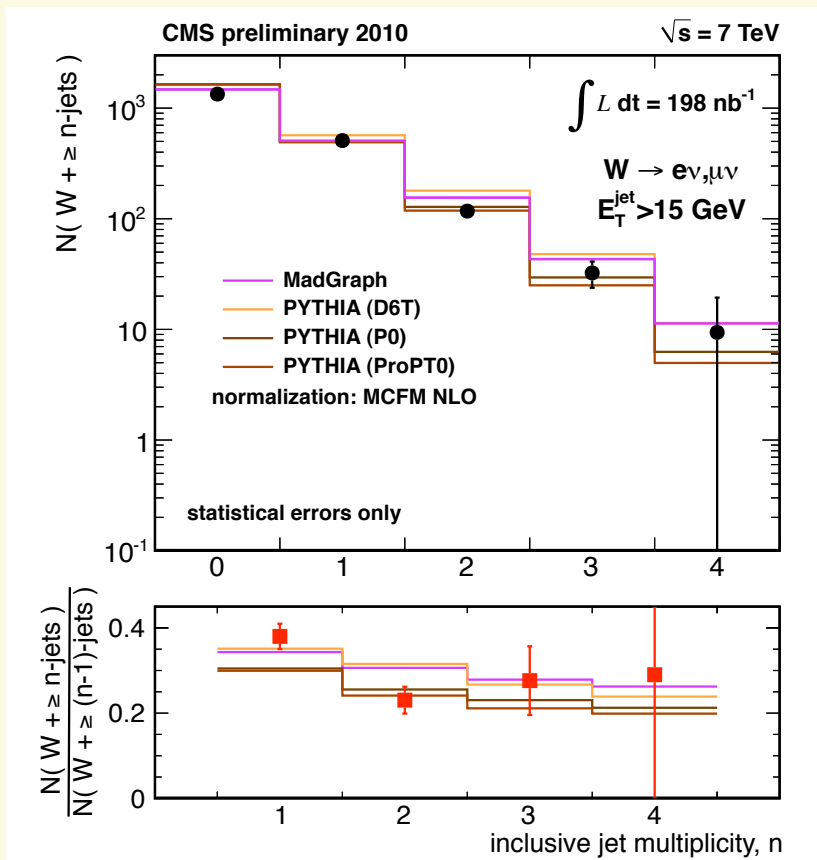 CMS preliminary 2010
√s = 7 TeV
N( W + ≥ n-jets )
10³
10²
10
1
10⁻¹
∫ L dt = 198 nb⁻¹
W → eν,μν
E_T^jet>15 GeV
MadGraph
PYTHIA (D6T)
PYTHIA (P0)
PYTHIA (ProPT0)
normalization: MCFM NLO
statistical errors only
0 1 2 3 4
N( W + ≥ n-jets )
N( W + ≥ (n-1)-jets )
0.4
0.2
0
1 2 3 4
inclusive jet multiplicity, n